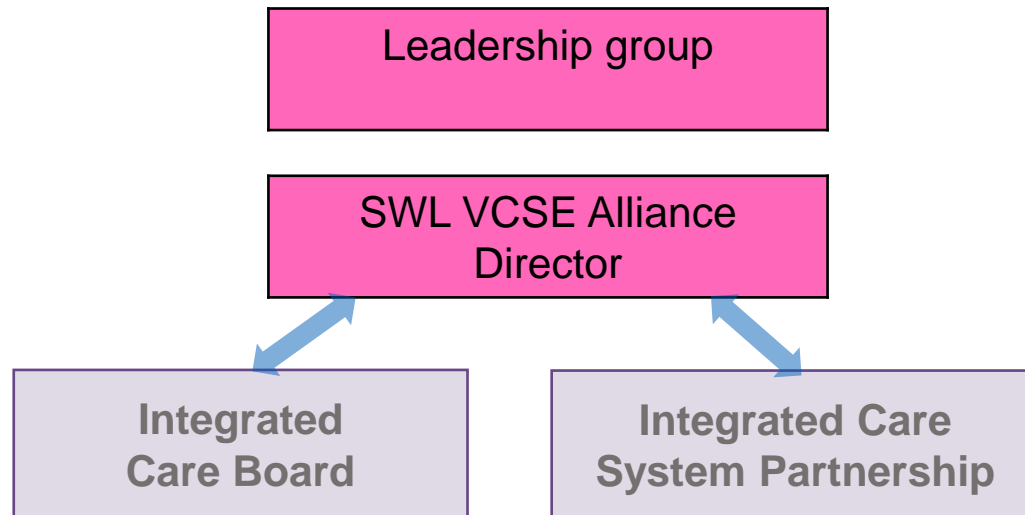 Leadership group
SWL VCSE Alliance
Director
Integrated
Care Board
Integrated Care
System Partnership